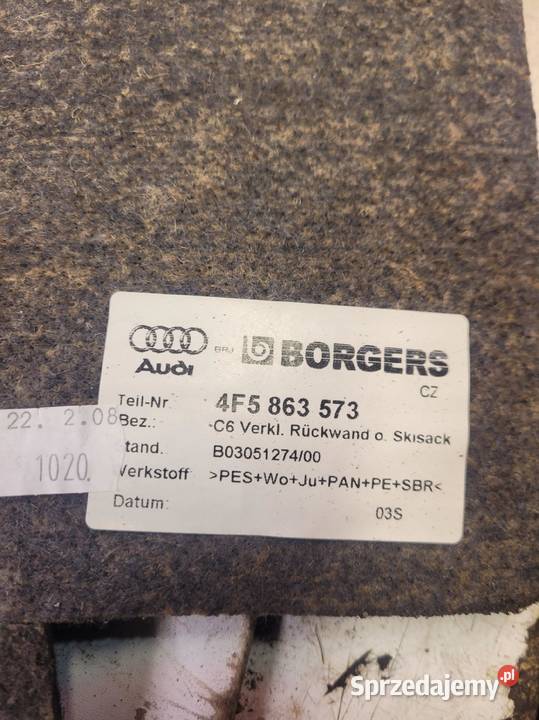 Audi
BRJ BORGERS
CZ
Teil-Nr. 4F5 863 573
Bez.: C6 Verkl. Rückwand o. Skisack
tand. B03051274/00
Verkstoff >PES+Wo+Ju+PAN+PE+SBR<
Datum: 03S
22. 2.08
1020.
Sprzedajemy.pl